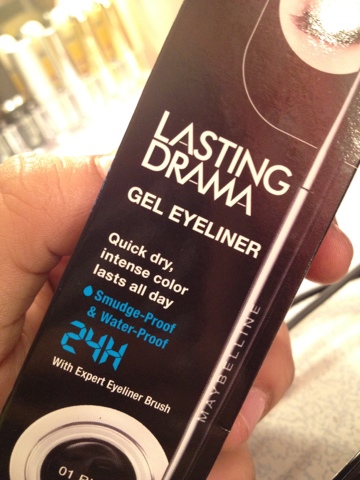 LASTING
DRAMA
GEL EYELINER
Quick dry,
intense color
lasts all day
Smudge-Proof
& Water-Proof
24H
With Expert Eyeliner Brush
MAYBELLINE
01